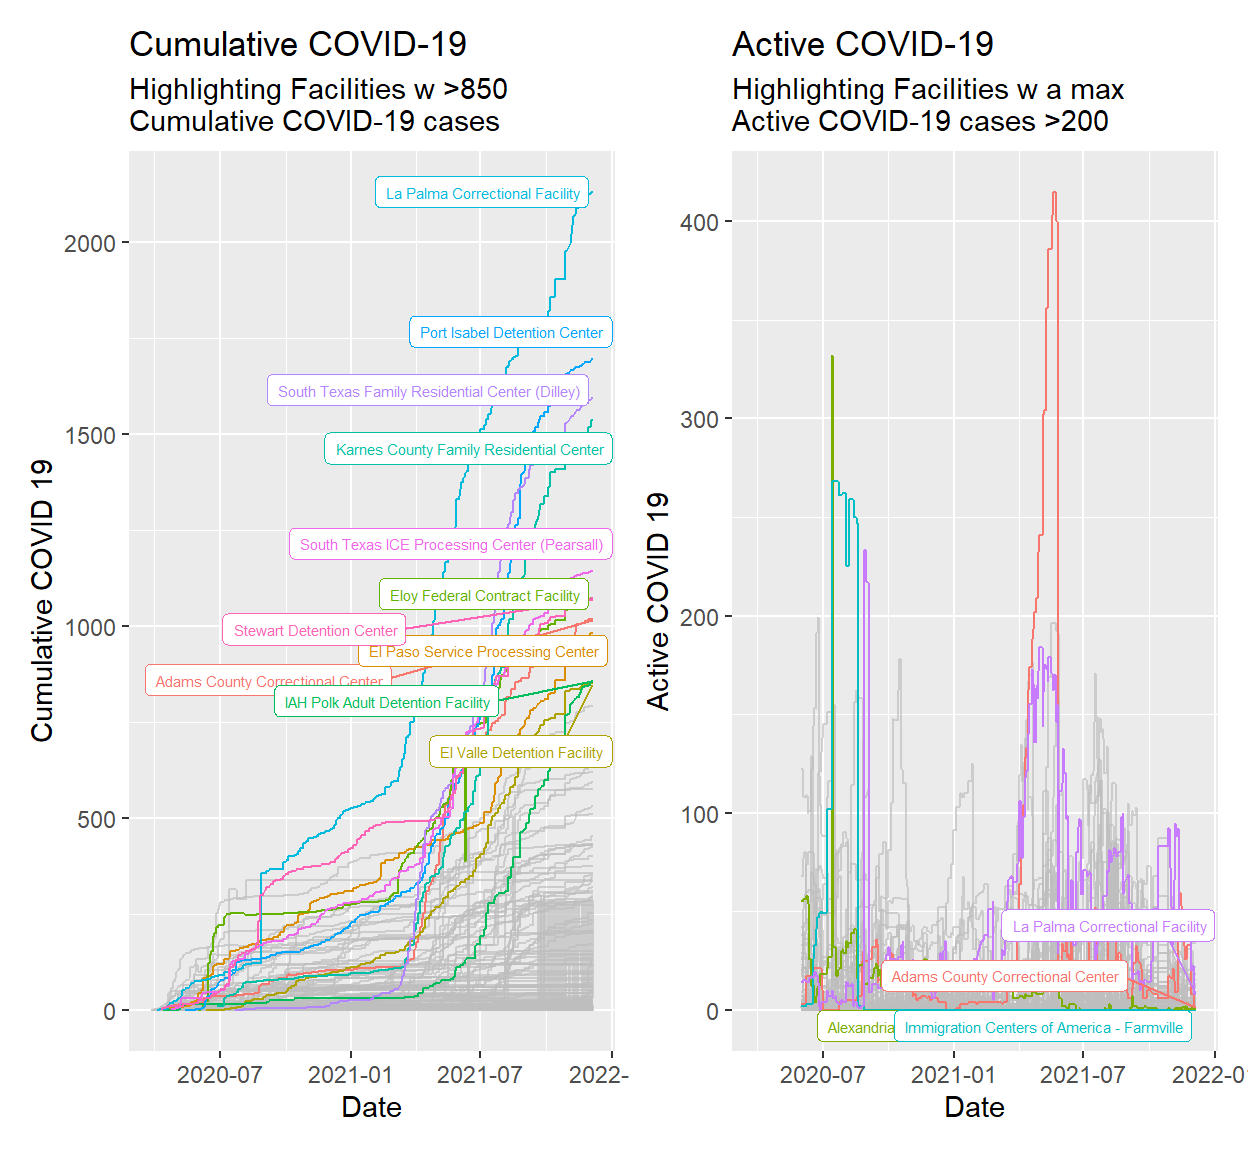 Cumulative COVID-19
Highlighting Facilities w >850
Cumulative COVID-19 cases
Cumulative COVID 19
2000
1500
1000
500
0
La Palma Correctional Facility
Port Isabel Detention Center
South Texas Family Residential Center (Dilley)
Karnes County Family Residential Center
South Texas ICE Processing Center (Pearsall)
Eloy Federal Contract Facility
Stewart Detention Center
El Paso Service Processing Center
Adams County Correctional Center
IAH Polk Adult Detention Facility
El Valle Detention Facility
2020-07 2021-01 2021-07 2022-
Date
Active COVID-19
Highlighting Facilities w a max
Active COVID-19 cases >200
Active COVID 19
400
300
200
100
0
La Palma Correctional Facility
Adams County Correctional Center
Alexandria
Immigration Centers of America - Farmville
2020-07 2021-01 2021-07 2022-01
Date